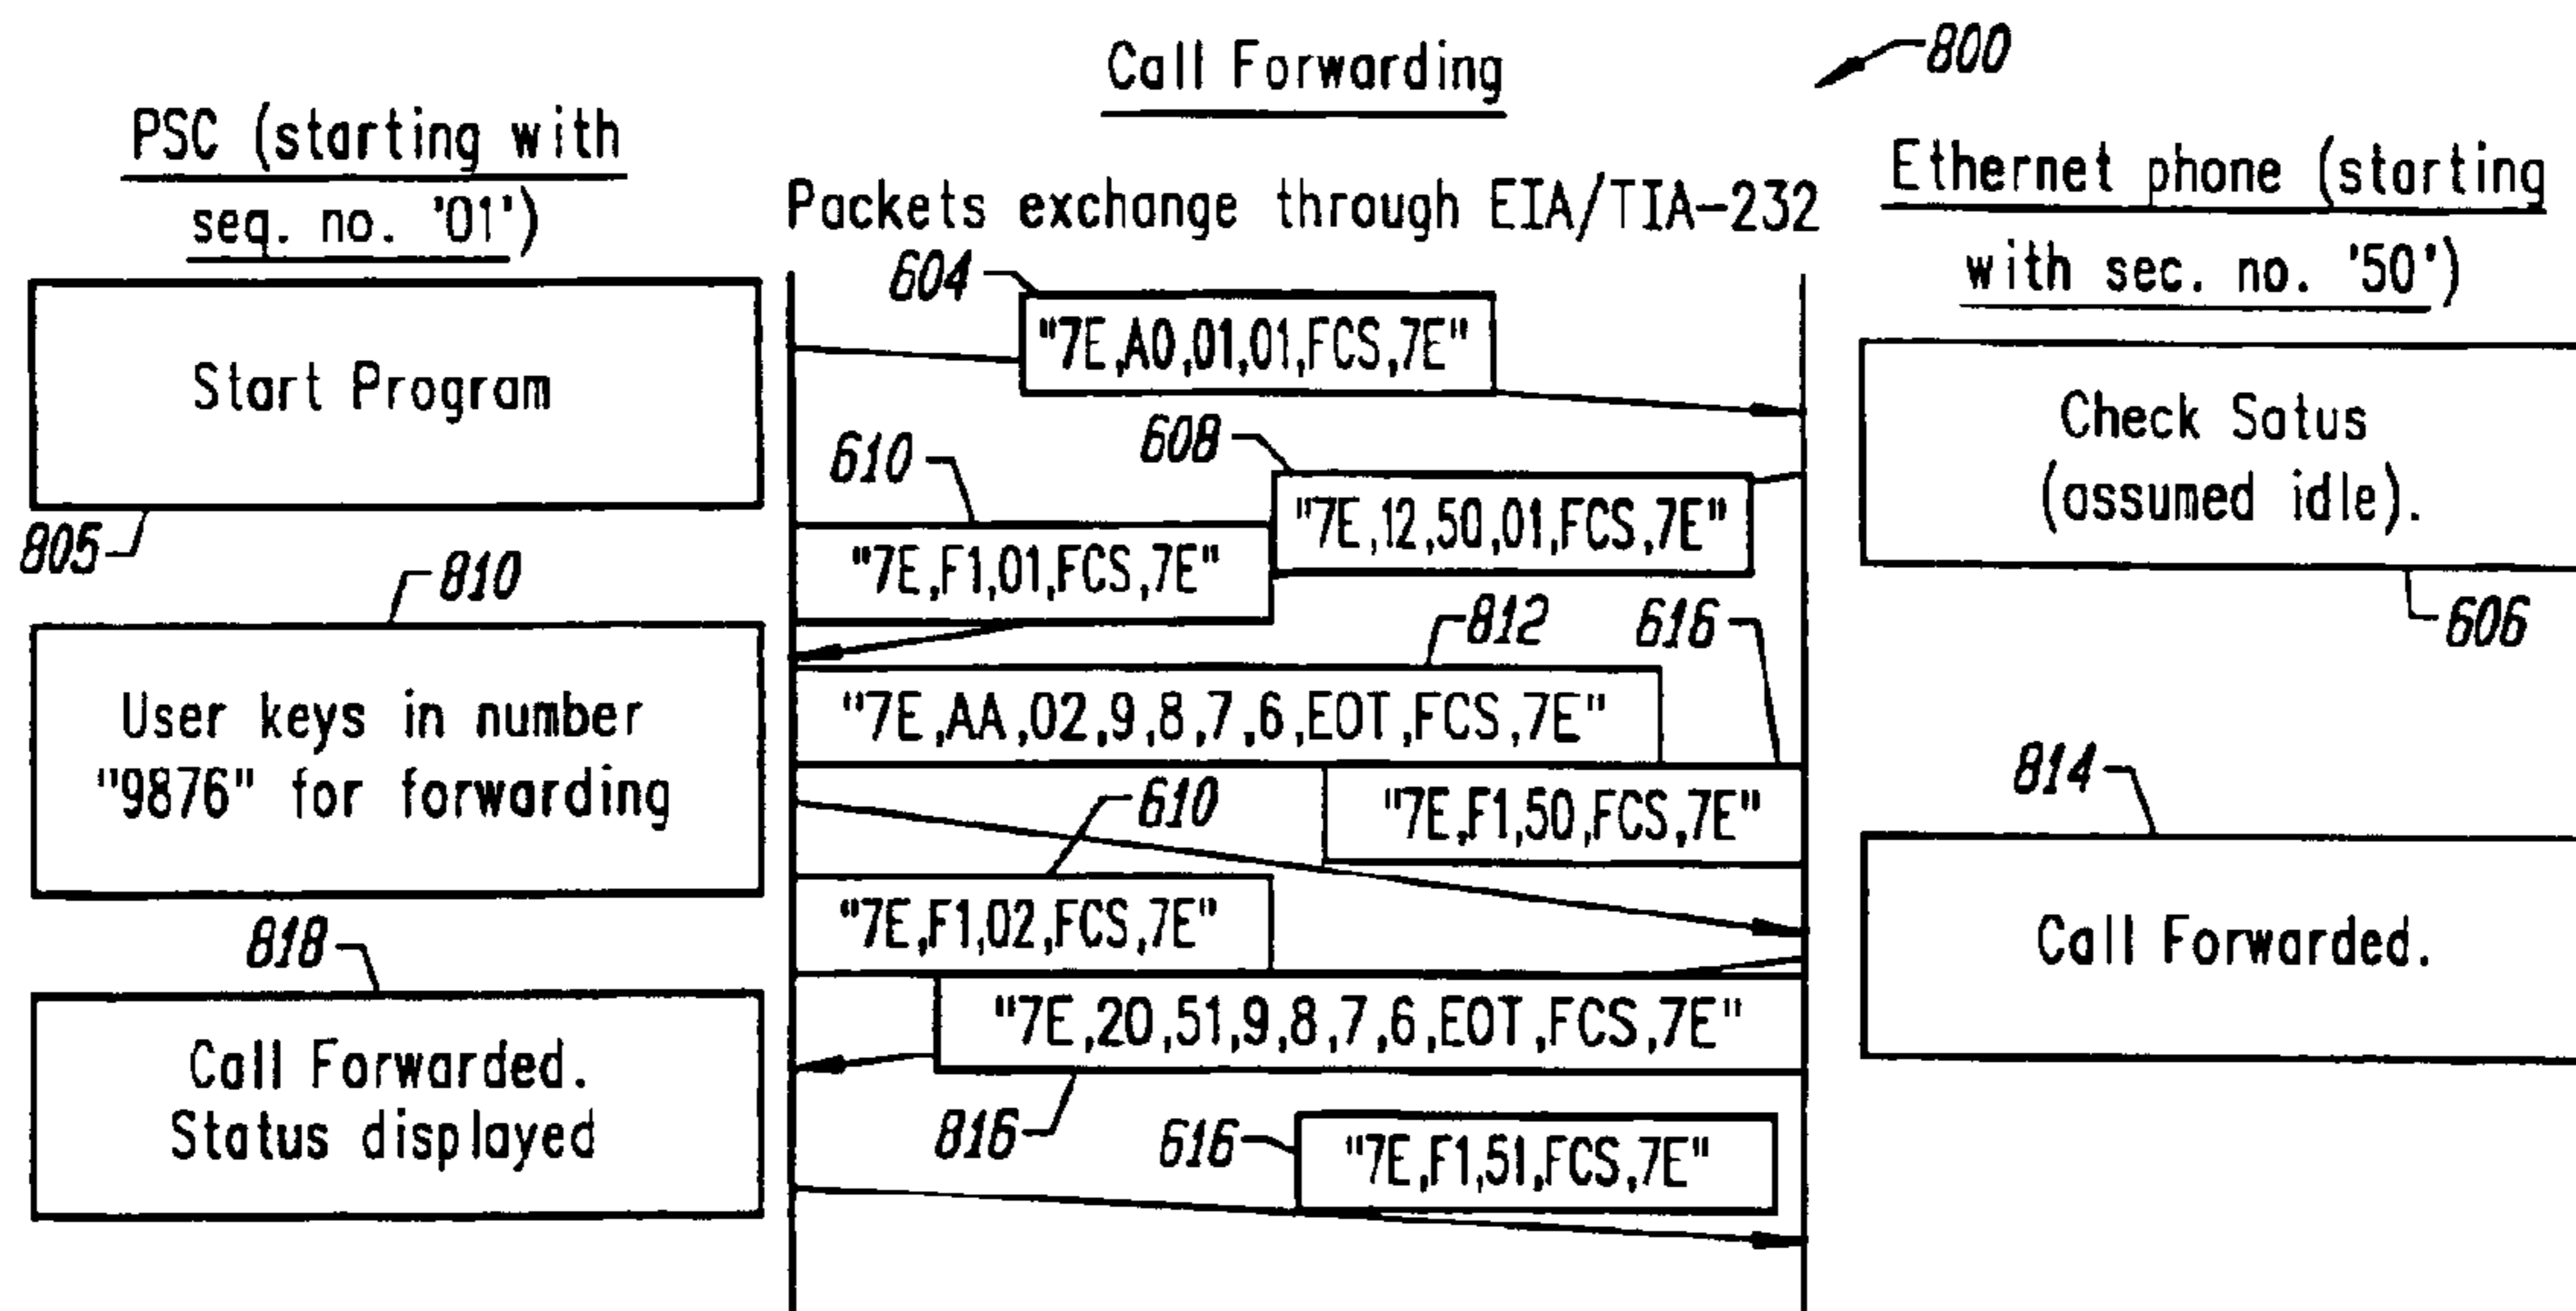 Call Forwarding
800
PSC (starting with
seq. no. '01')
Packets exchange through EIA/TIA-232
Ethernet phone (starting
with sec. no. '50')
604
"7E,A0,01,01,FCS,7E"
Start Program
805
Check Satus
(assumed idle).
606
610
608
"7E,12,50,01,FCS,7E"
"7E,F1,01,FCS,7E"
810
User keys in number
"9876" for forwarding
812
616
"7E,AA,02,9,8,7,6,EOT,FCS,7E"
"7E,F1,50,FCS,7E"
610
814
"7E,F1,02,FCS,7E"
Call Forwarded.
818
Call Forwarded.
Status displayed
"7E,20,51,9,8,7,6,EOT,FCS,7E"
816
616
"7E,F1,51,FCS,7E"